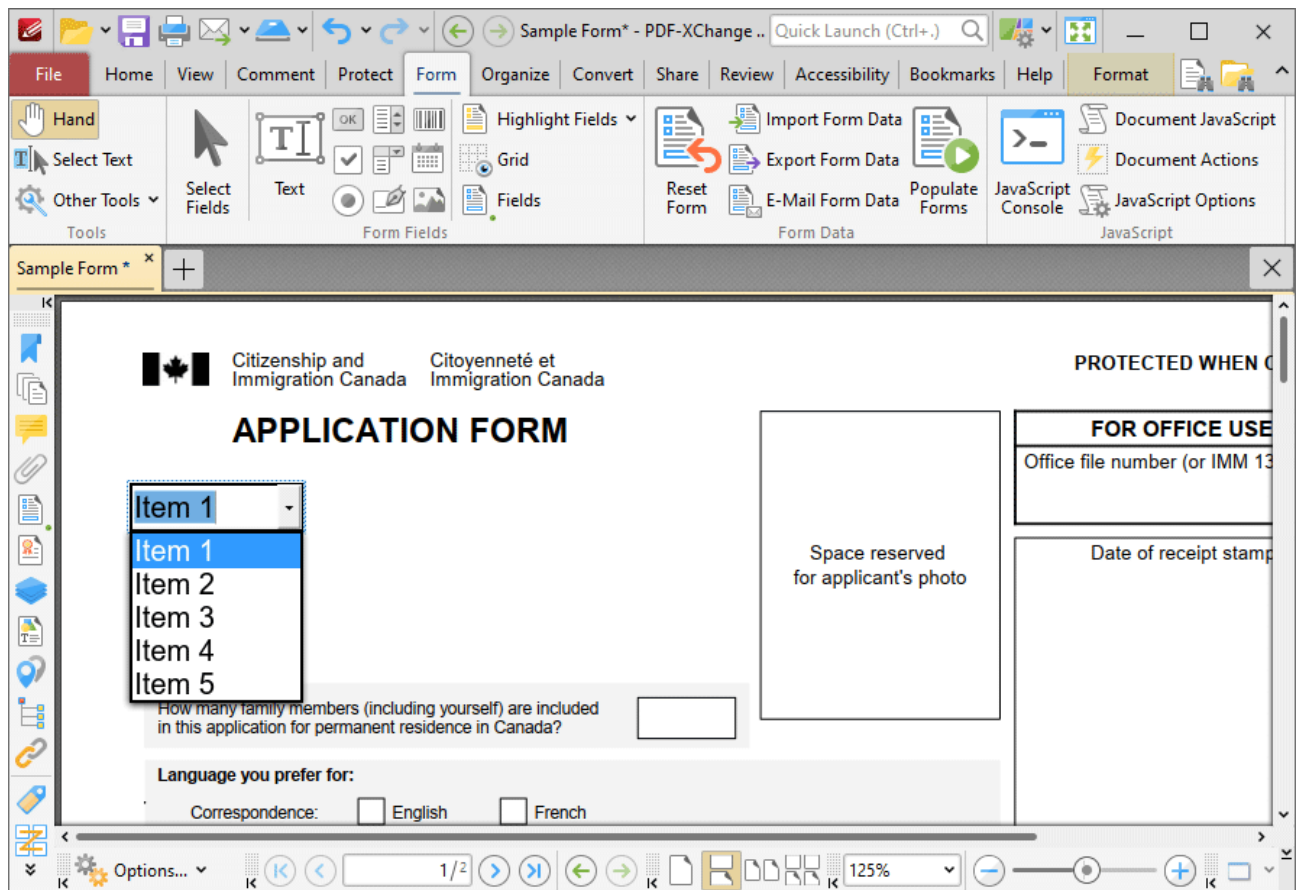 Sample Form* - PDF-XChange .. Quick Launch (Ctrl+.)
File Home View Comment Protect Form Organize Convert Share Review Accessibility Bookmarks Help Format
Hand
Select Text
Other Tools
Tools
Select Fields
Text
OK
Highlight Fields
Grid
Fields
Form Fields
Reset Form
Import Form Data
Export Form Data
E-Mail Form Data
Populate Forms
Form Data
JavaScript Console
Document JavaScript
Document Actions
JavaScript Options
JavaScript
Sample Form *
Citizenship and
Immigration Canada
Citoyenneté et
Immigration Canada
PROTECTED WHEN
APPLICATION FORM
FOR OFFICE USE
Office file number (or IMM 13
Item 1
Item 1
Item 2
Item 3
Item 4
Item 5
Space reserved
for applicant's photo
Date of receipt stamp
How many family members (including yourself) are included
in this application for permanent residence in Canada?
Language you prefer for:
Correspondence: English French
Options... 1/2 125%